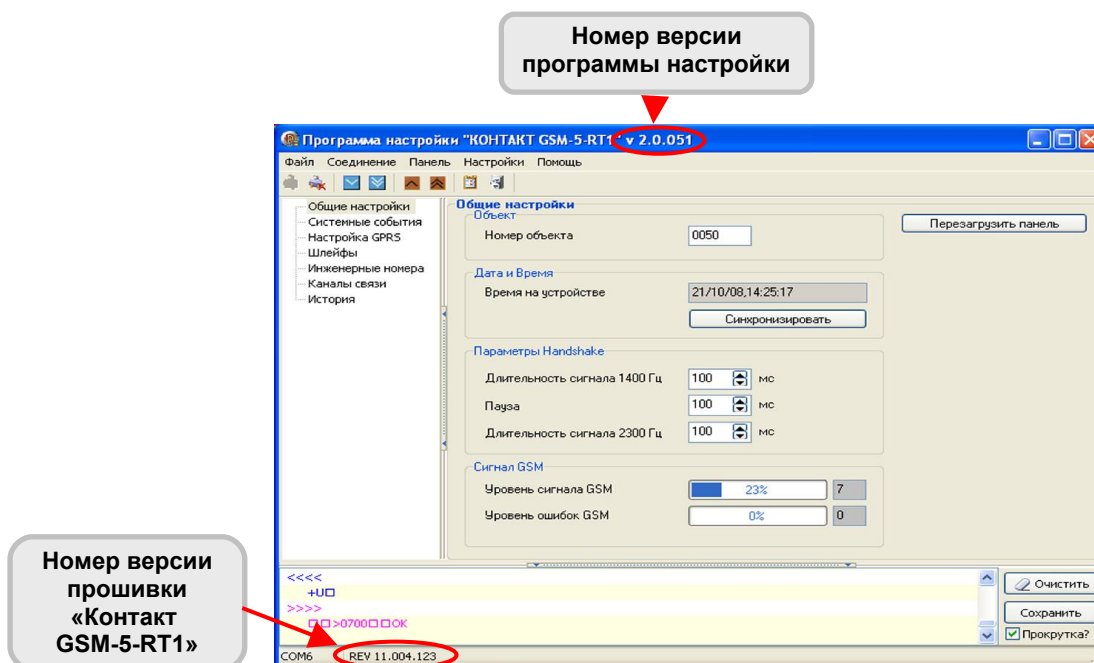 Номер версии
программы настройки
Программа настройки "КОНТАКТ GSM-5-RT1" v 2.0.051
Файл Соединение Панель Настройки Помощь
Общие настройки
Системные события
Настройка GPRS
Шлейфы
Инженерные номера
Каналы связи
История
Общие настройки
Объект
Номер объекта 0050
Перезагрузить панель
Дата и Время
Время на устройстве 21/10/08,14:25:17
Синхронизировать
Параметры Handshake
Длительность сигнала 1400 Гц 100 мс
Пауза 100 мс
Длительность сигнала 2300 Гц 100 мс
Сигнал GSM
Уровень сигнала GSM 23% 7
Уровень ошибок GSM 0% 0
Номер версии
прошивки
«Контакт
GSM-5-RT1»
<<<<
+U□
>>>>
□□>0700□□OK
Очистить
Сохранить
Прокрутка?
COM6 REV 11.004.123